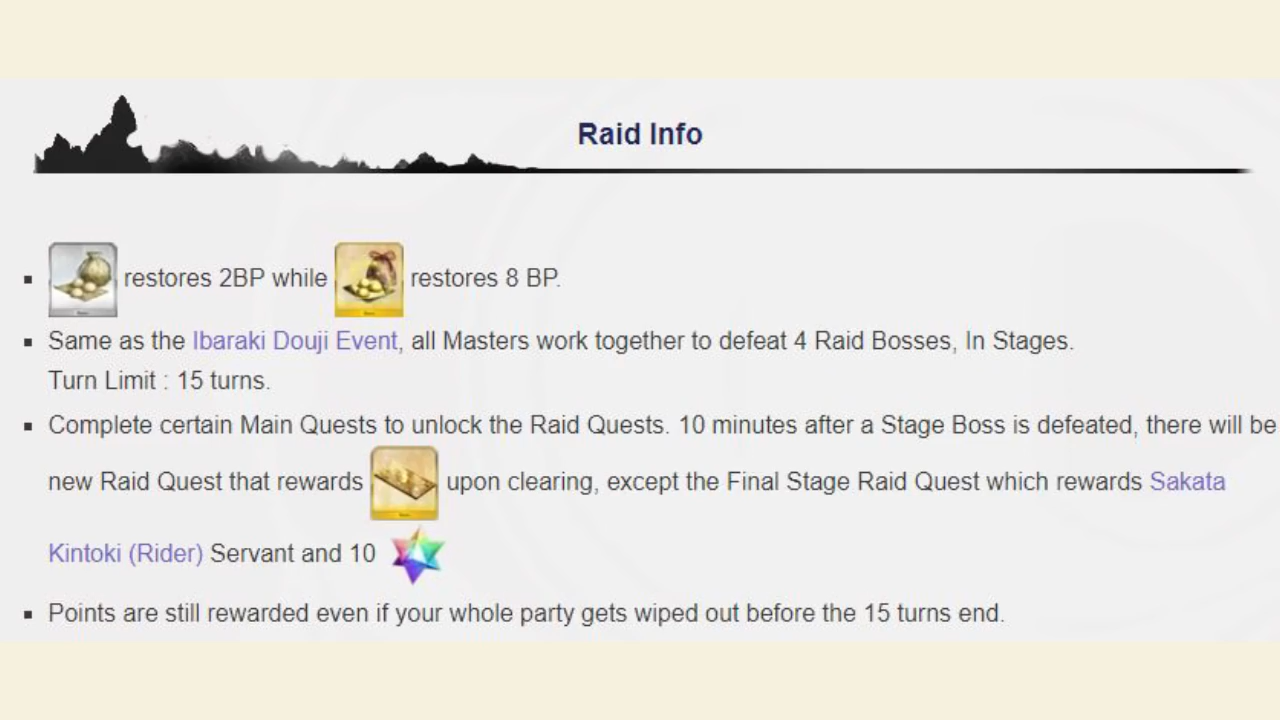 Raid Info
restores 2BP while restores 8 BP.
Same as the Ibaraki Douji Event, all Masters work together to defeat 4 Raid Bosses, In Stages.
Turn Limit : 15 turns.
Complete certain Main Quests to unlock the Raid Quests. 10 minutes after a Stage Boss is defeated, there will be
new Raid Quest that rewards upon clearing, except the Final Stage Raid Quest which rewards Sakata
Kintoki (Rider) Servant and 10
Points are still rewarded even if your whole party gets wiped out before the 15 turns end.